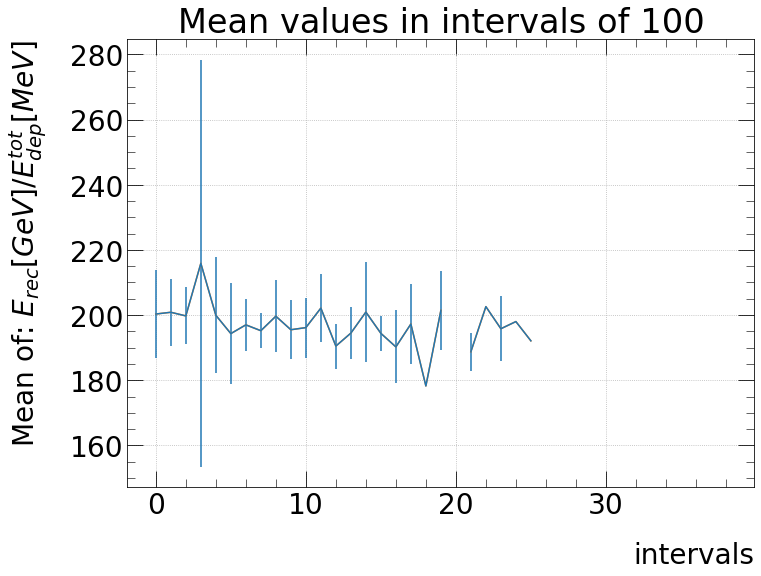 Mean values in intervals of 100
Mean of: E_rec[GeV]/E_dep^tot[MeV]
280
260
240
220
200
180
160
0 10 20 30
intervals